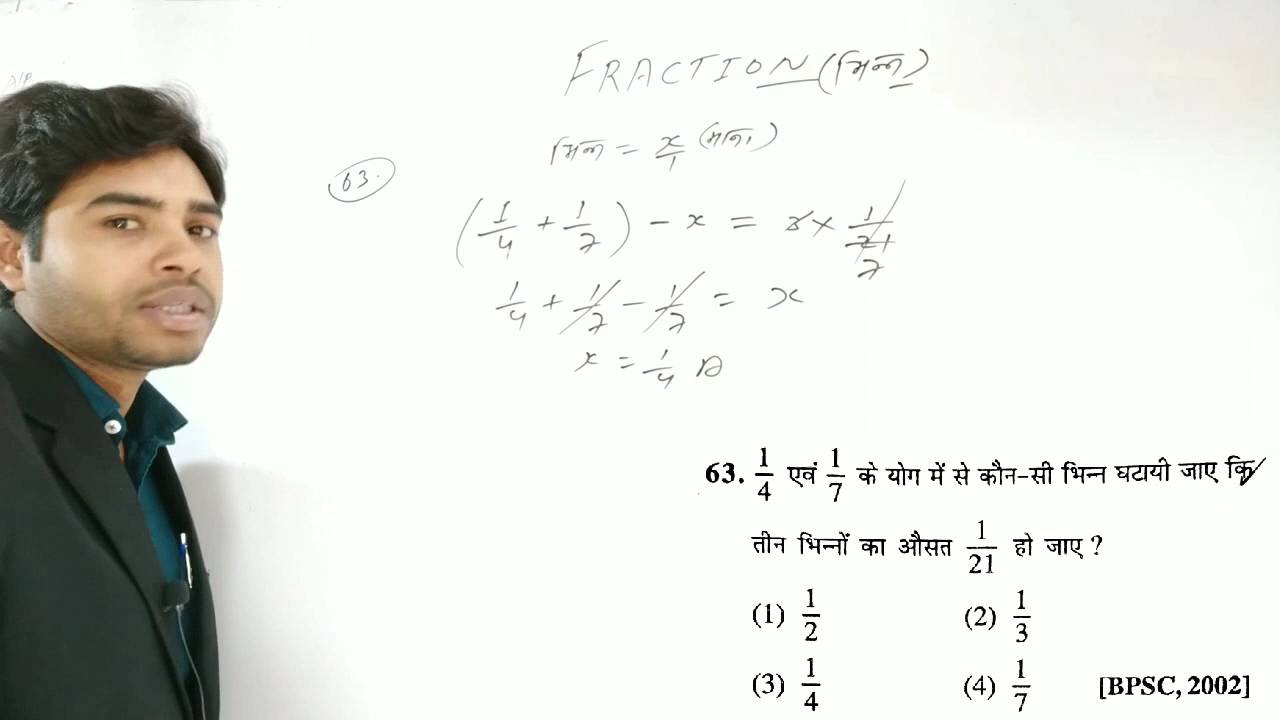 FRACTION (भिन्न)
भिन्न = x/1 (माना)
63.
(1/4 + 1/7) - x = 3 × 1/21 7
1/4 + 1/7 - 1/7 = x
x = 1/4
63. 1/4 एवं 1/7 के योग में से कौन-सी भिन्न घटायी जाए कि
तीन भिन्नों का औसत 1/21 हो जाए ?
(1) 1/2 (2) 1/3
(3) 1/4 (4) 1/7 [BPSC, 2002]